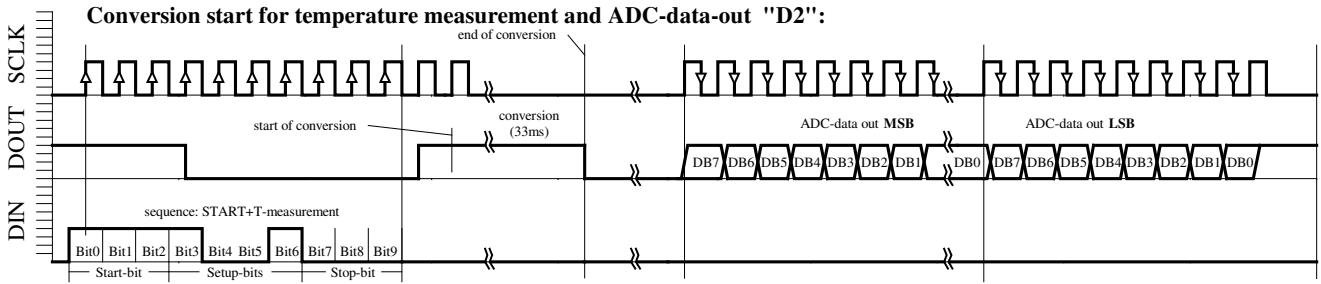 Conversion start for temperature measurement and ADC-data-out "D2":
end of conversion
SCLK
DOUT
start of conversion
conversion
(33ms)
ADC-data out MSB
ADC-data out LSB
DB7 DB6 DB5 DB4 DB3 DB2 DB1 DB0 DB7 DB6 DB5 DB4 DB3 DB2 DB1 DB0
DIN
sequence: START+T-measurement
Bit0 Bit1 Bit2 Bit3 Bit4 Bit5 Bit6 Bit7 Bit8 Bit9
Start-bit Setup-bits Stop-bit